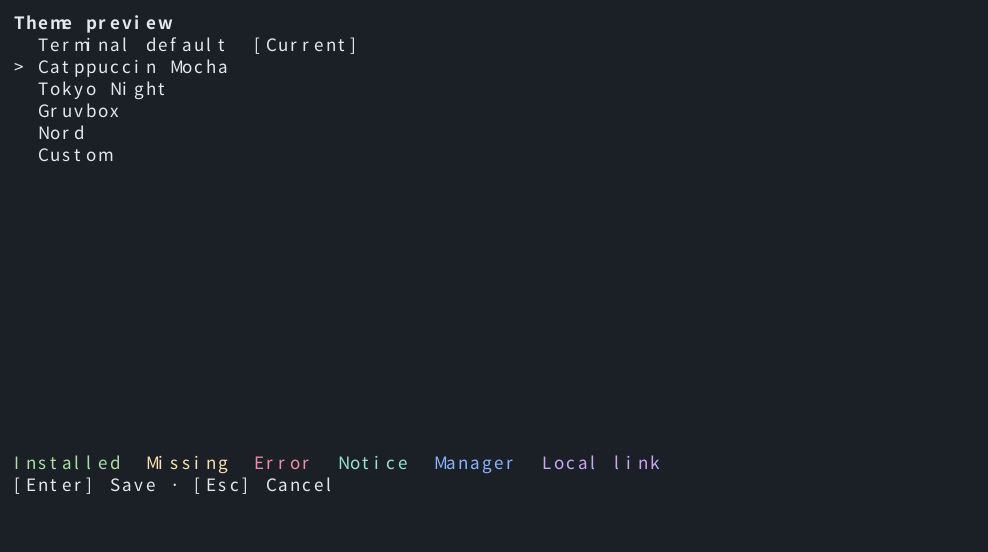 Theme preview
Terminal default [Current]
> Catppuccin Mocha
Tokyo Night
Gruvbox
Nord
Custom
Installed Missing Error Notice Manager Local link
[Enter] Save · [Esc] Cancel